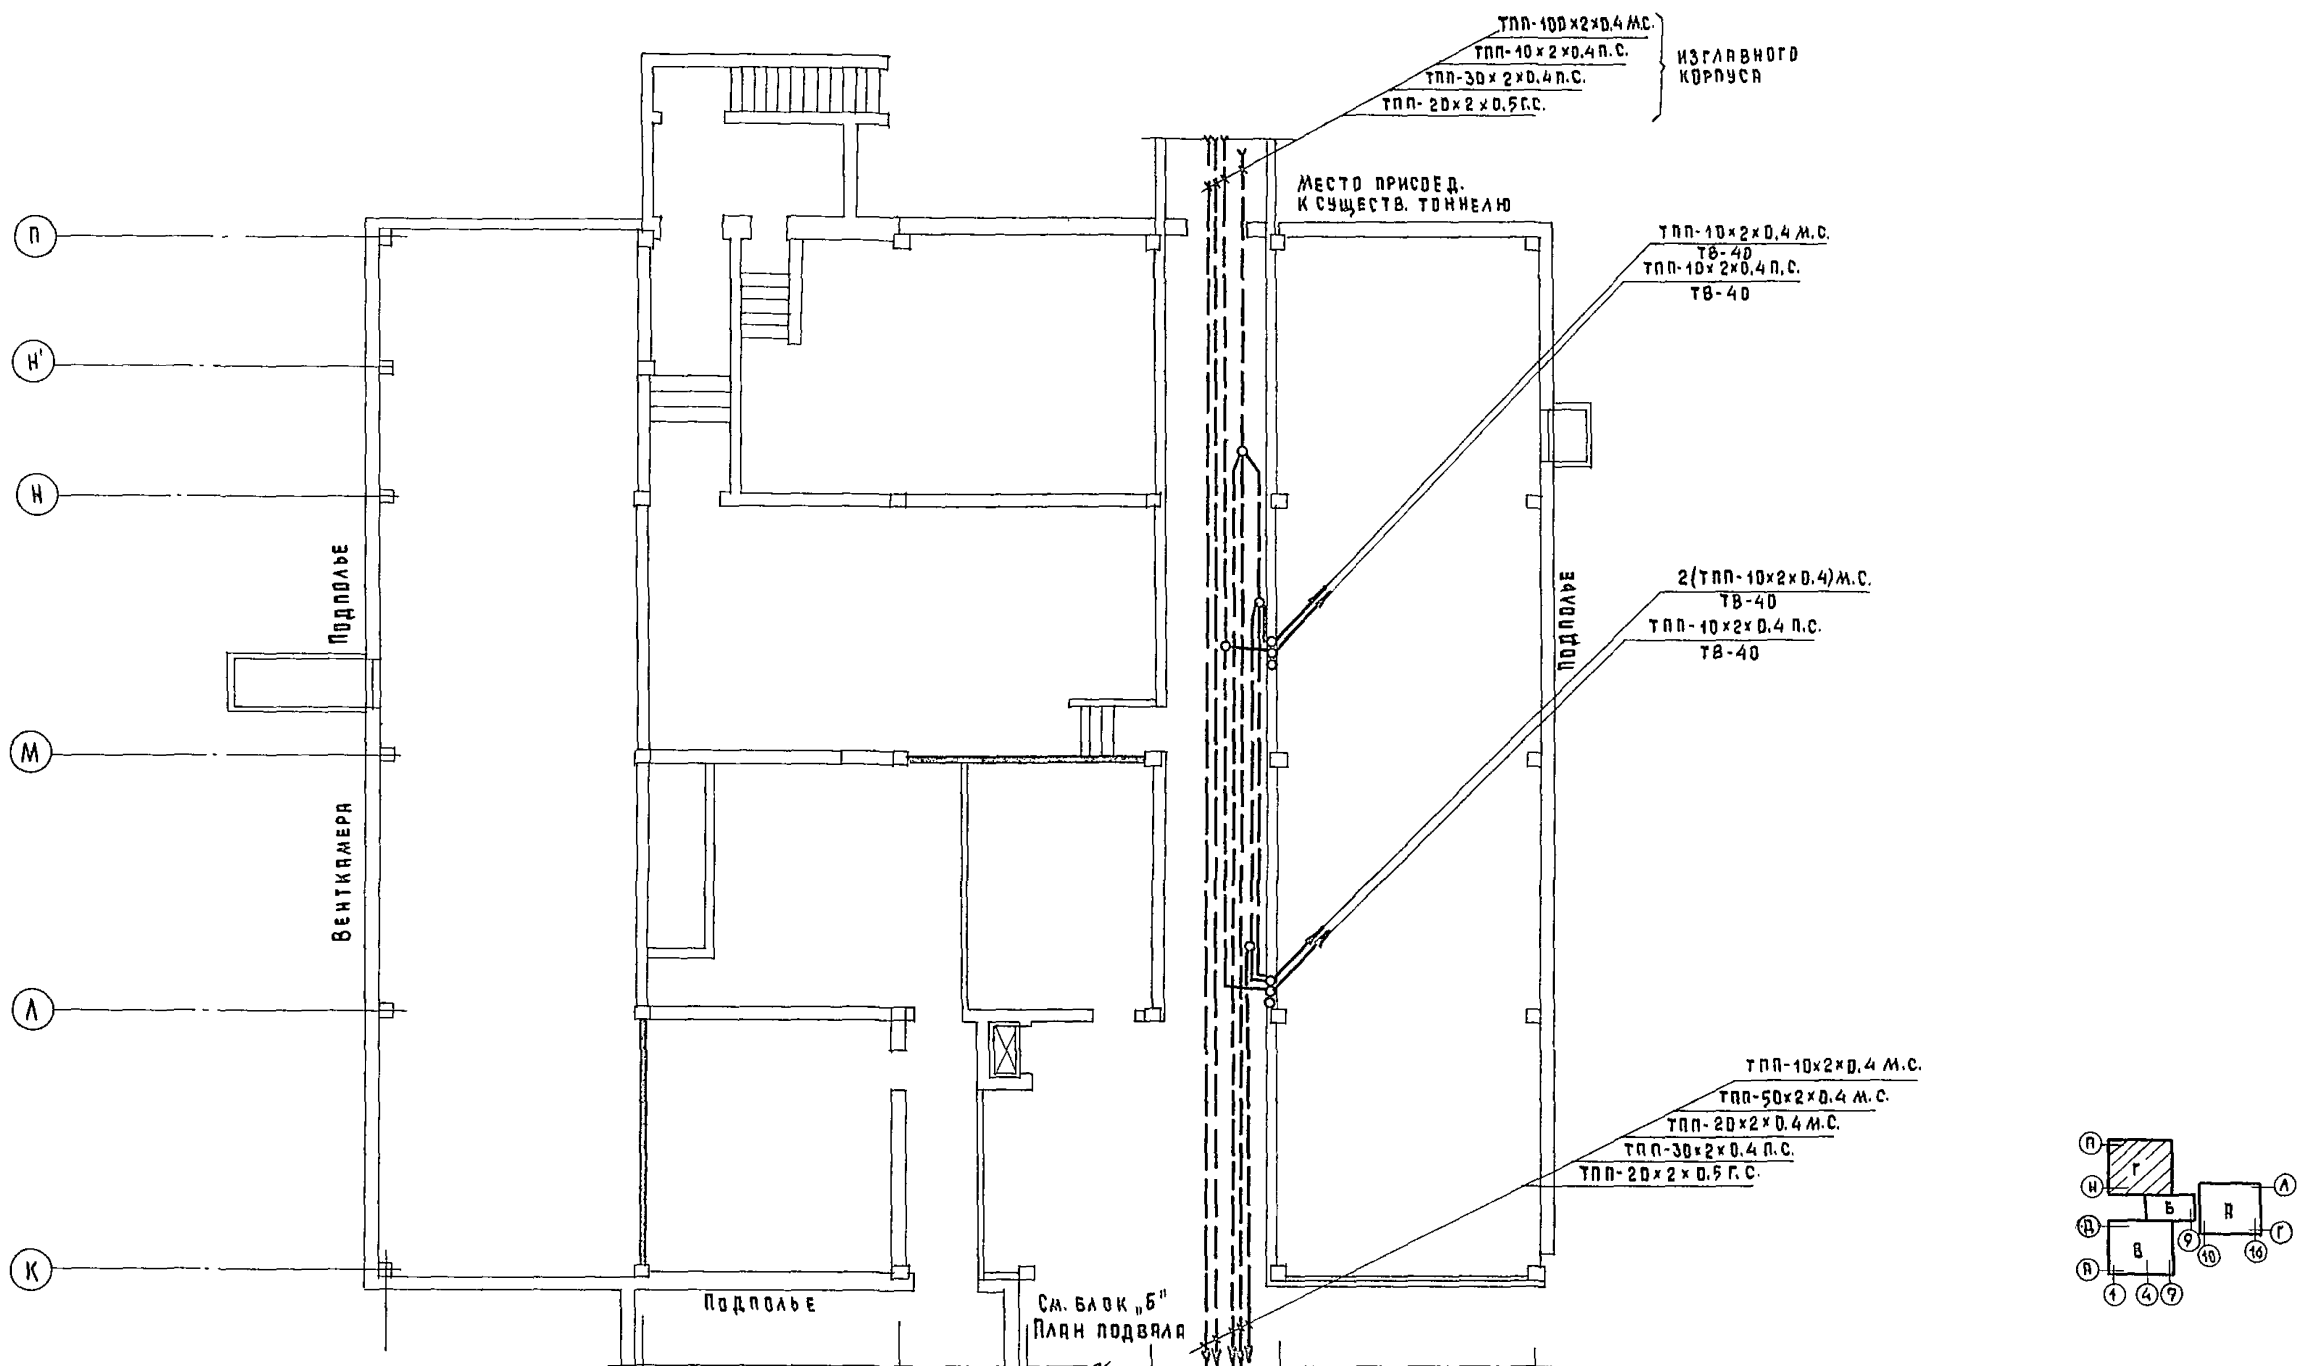 ТПП-100×2×0,4 М.С.
ТПП-10×2×0,4 П.С.
ТПП-30×2×0,4 П.С.
ТПП-20×2×0,5 Г.С.
ИЗ ГЛАВНОГО
КОРПУСА
МЕСТО ПРИСОЕД.
К СУЩЕСТВ. ТОННЕЛЮ
П
ТПП-10×2×0,4 М.С.
ТВ-40
ТПП-10×2×0,4 П.С.
ТВ-40
Н'
Н
ПОДПОЛЬЕ
ПОДПОЛЬЕ
2(ТПП-10×2×0,4)М.С.
ТВ-40
ТПП-10×2×0,4 П.С.
ТВ-40
М
ВЕНТКАМЕРА
Л
ТПП-10×2×0,4 М.С.
ТПП-50×2×0,4 М.С.
ТПП-20×2×0,4 М.С.
ТПП-30×2×0,4 П.С.
ТПП-20×2×0,5 Г.С.
К
ПОДПОЛЬЕ
СМ. БЛОК „Б"
ПЛАН ПОДВАЛА
П
Г
Н
Л
Б
А
Д
Г
В
9
10
16
А
1
4
7